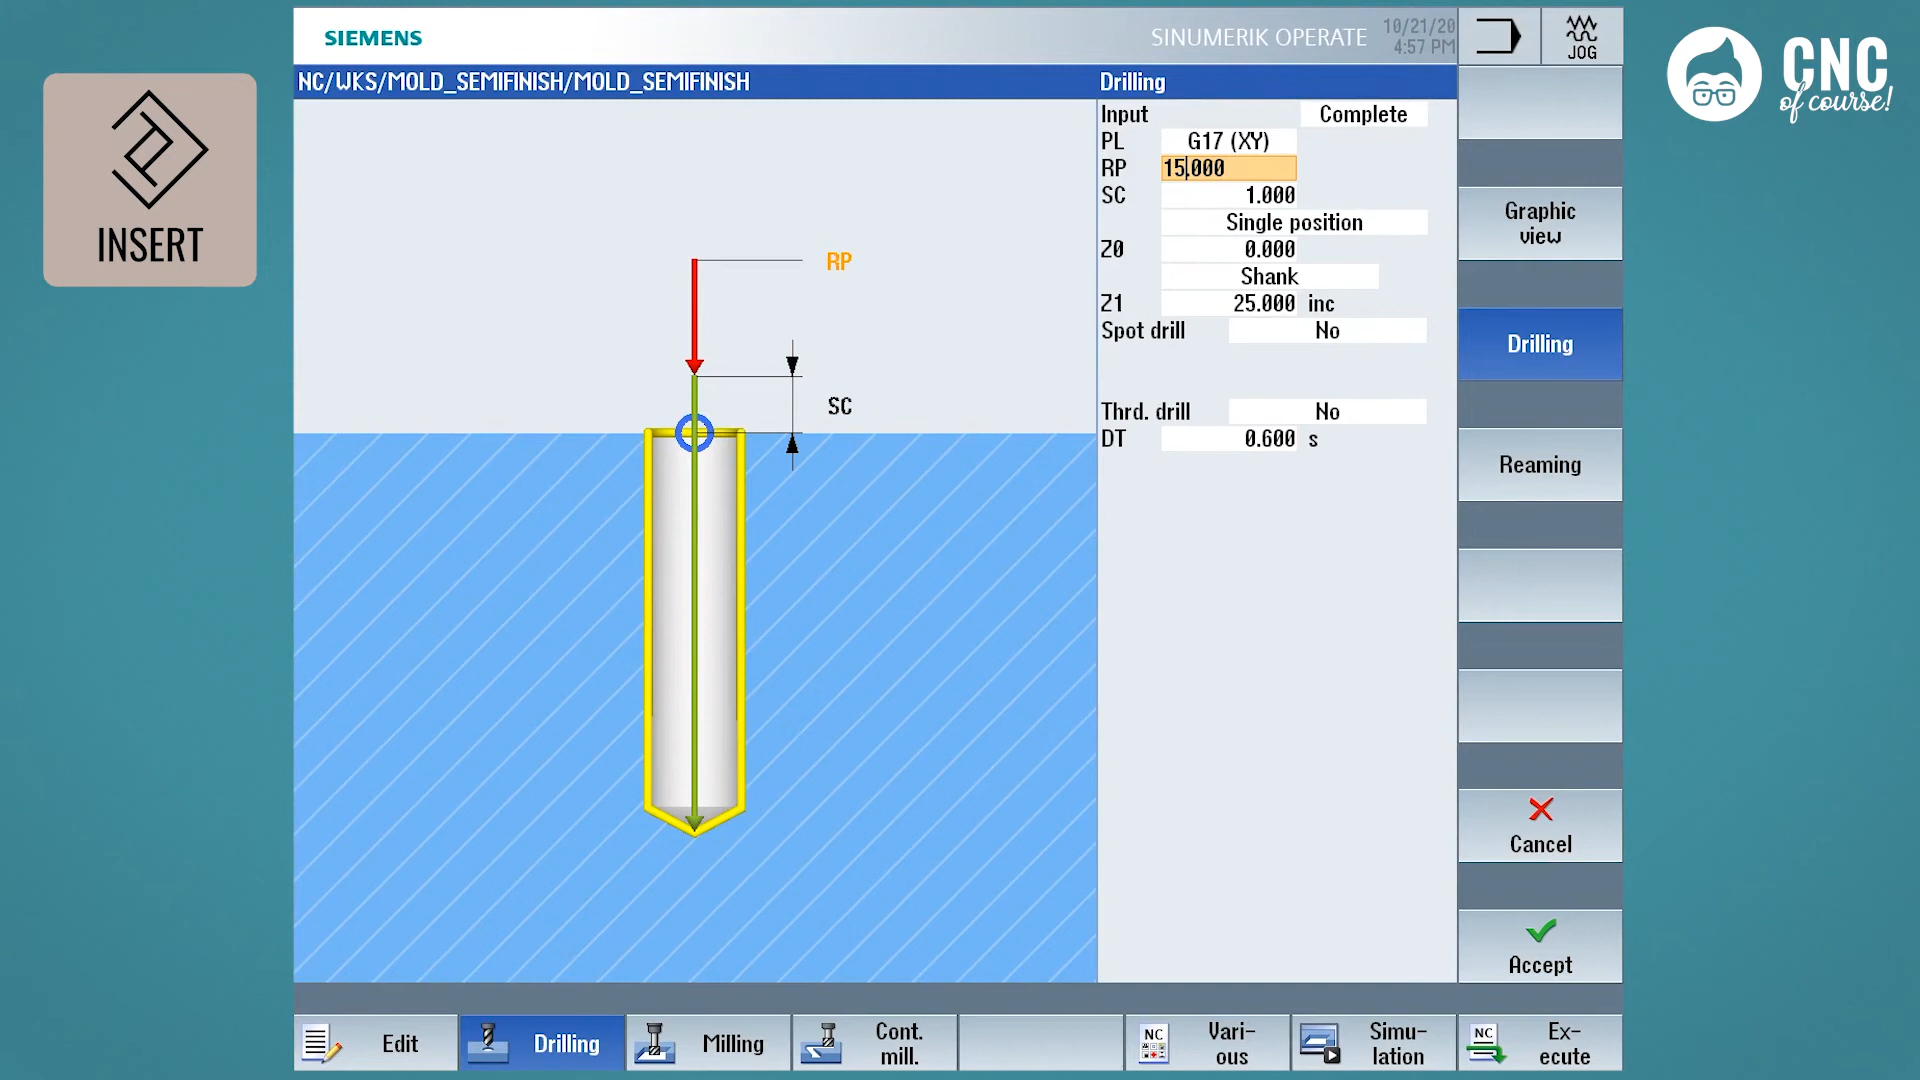 INSERT
SIEMENS
SINUMERIK OPERATE
10/21/20
4:57 PM
JOG
CNC
of course!
NC/WKS/MOLD_SEMIFINISH/MOLD_SEMIFINISH
Drilling
Input Complete
PL G17 (XY)
RP 15.000
SC 1.000
Single position
Z0 0.000
Shank
Z1 25.000 inc
Spot drill No
Thrd. drill No
DT 0.600 s
RP
SC
Graphic
view
Drilling
Reaming
Cancel
Accept
Edit
Drilling
Milling
Cont.
mill.
NC
Vari-
ous
Simu-
lation
NC
Ex-
ecute